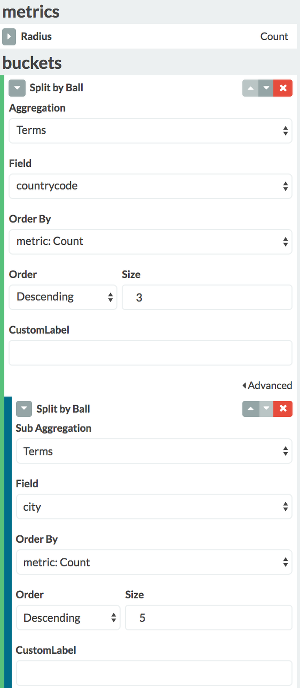 metrics
Radius Count
buckets
Split by Ball
Aggregation
Terms
Field
countrycode
Order By
metric: Count
Order Size
Descending 3
CustomLabel
Advanced
Split by Ball
Sub Aggregation
Terms
Field
city
Order By
metric: Count
Order Size
Descending 5
CustomLabel